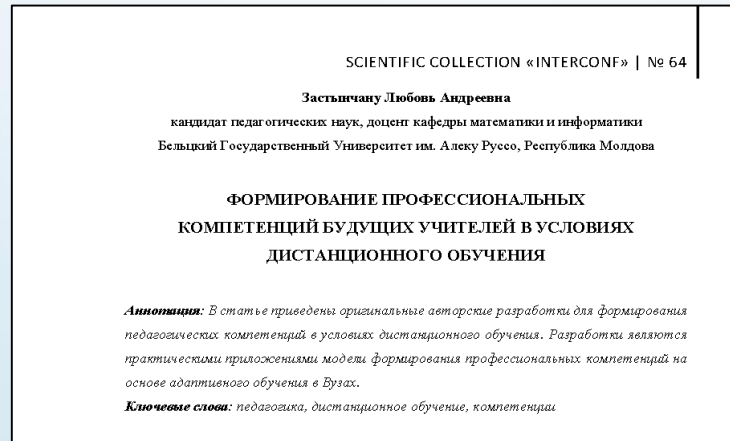 SCIENTIFIC COLLECTION «INTERCONF» | № 64
Застынчану Любовь Андреевна
кандидат педагогических наук, доцент кафедры математики и информатики
Бельцкий Государственный Университет им. Алеку Руссо, Республика Молдова
ФОРМИРОВАНИЕ ПРОФЕССИОНАЛЬНЫХ
КОМПЕТЕНЦИЙ БУДУЩИХ УЧИТЕЛЕЙ В УСЛОВИЯХ
ДИСТАНЦИОННОГО ОБУЧЕНИЯ
Аннотация: В статье приведены оригинальные авторские разработки для формирования
педагогических компетенций в условиях дистанционного обучения. Разработки являются
практическими приложениями модели формирования профессиональных компетенций на
основе адаптивного обучения в Вузах.
Ключевые слова: педагогика, дистанционное обучение, компетенции